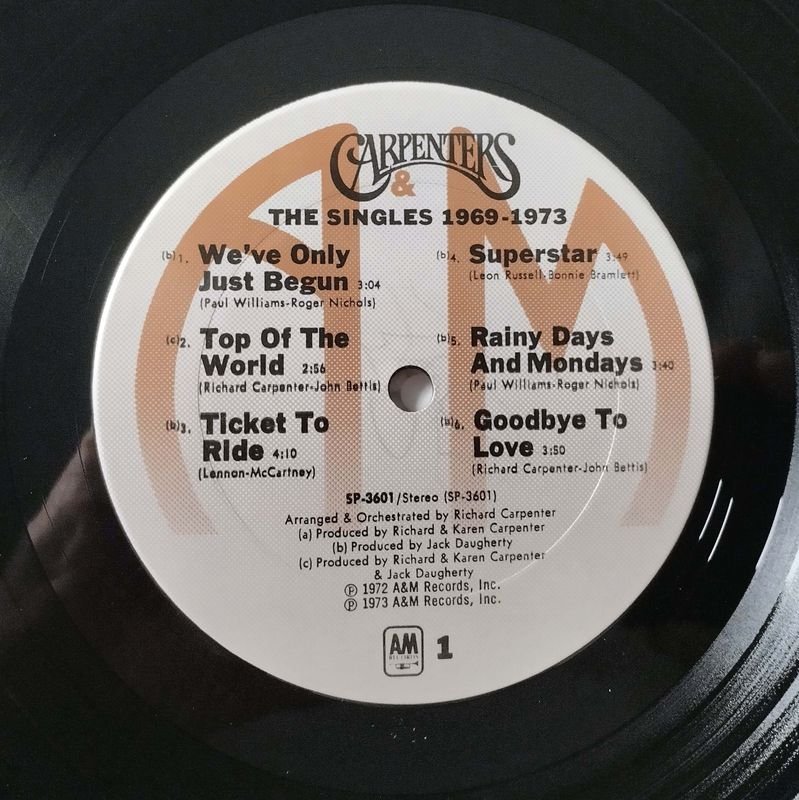 CARPENTERS
&
THE SINGLES 1969-1973
(b)1. We've Only
Just Begun 3:04
(Paul Williams-Roger Nichols)
(c)2. Top Of The
World 2:56
(Richard Carpenter-John Bettis)
(b)3. Ticket To
Ride 4:10
(Lennon-McCartney)
(b)4. Superstar 3:49
(Leon Russell-Bonnie Bramlett)
(b)5. Rainy Days
And Mondays 3:40
(Paul Williams-Roger Nichols)
(b)6. Goodbye To
Love 3:50
(Richard Carpenter-John Bettis)
SP-3601/Stereo (SP-3601)
Arranged & Orchestrated by Richard Carpenter
(a) Produced by Richard & Karen Carpenter
(b) Produced by Jack Daugherty
(c) Produced by Richard & Karen Carpenter
& Jack Daugherty
℗ 1972 A&M Records, Inc.
℗ 1973 A&M Records, Inc.
AM
RECORDS
1